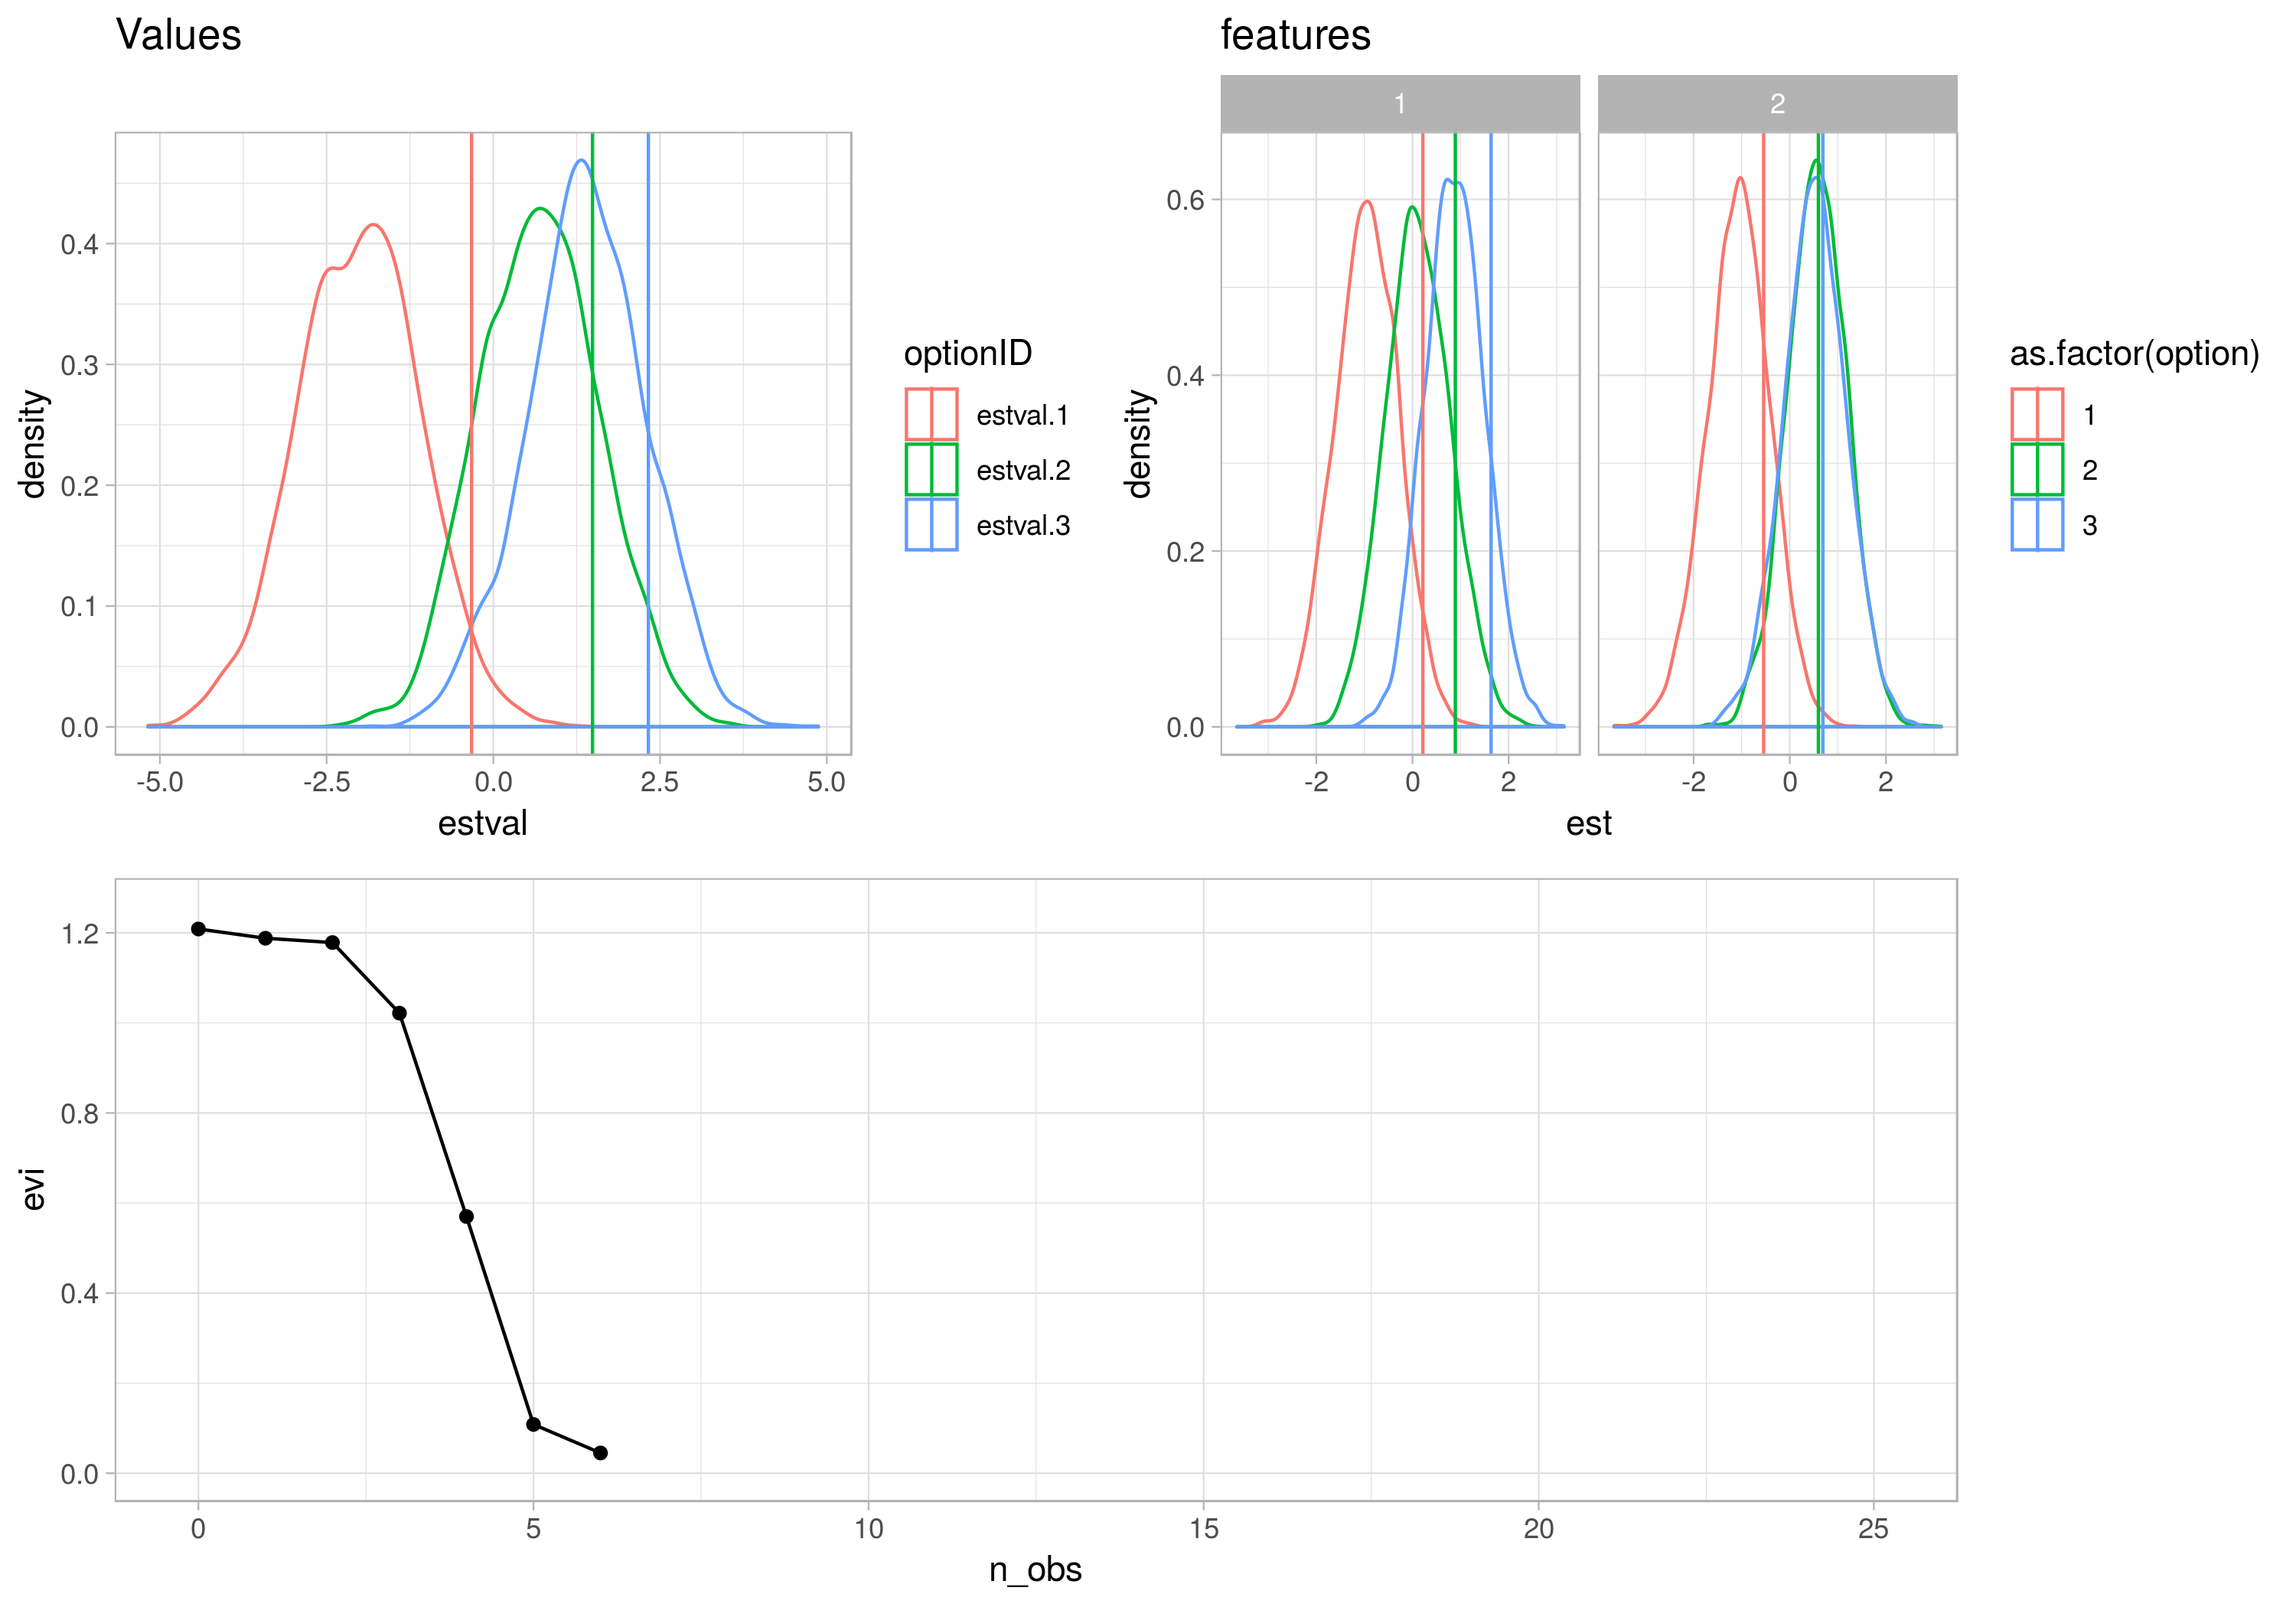 Values
density
0.4
0.3
0.2
0.1
0.0
-5.0 -2.5 0.0 2.5 5.0
estval
optionID
estval.1
estval.2
estval.3
features
1 2
density
0.6
0.4
0.2
0.0
-2 0 2 -2 0 2
est
as.factor(option)
1
2
3
evi
1.2
0.8
0.4
0.0
0 5 10 15 20 25
n_obs